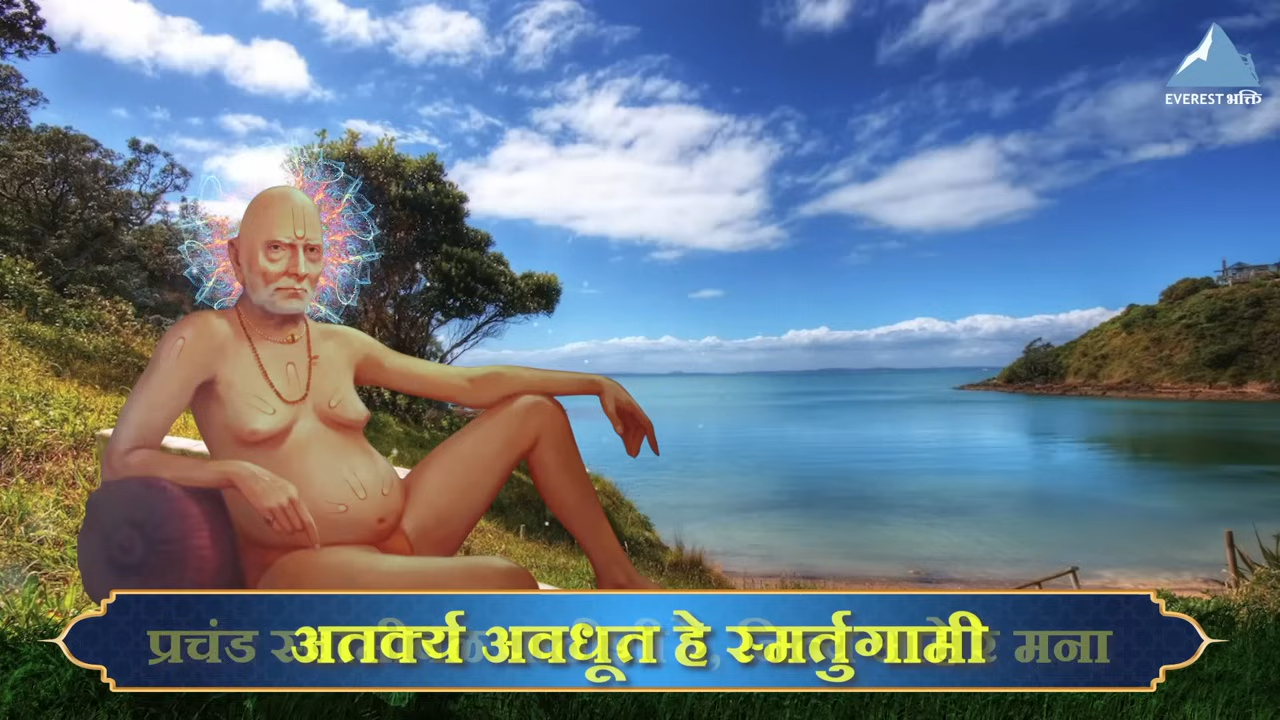 EVEREST भक्ति
अतर्क्य अवधूत हे स्मर्तुगामी
प्रचंड मना